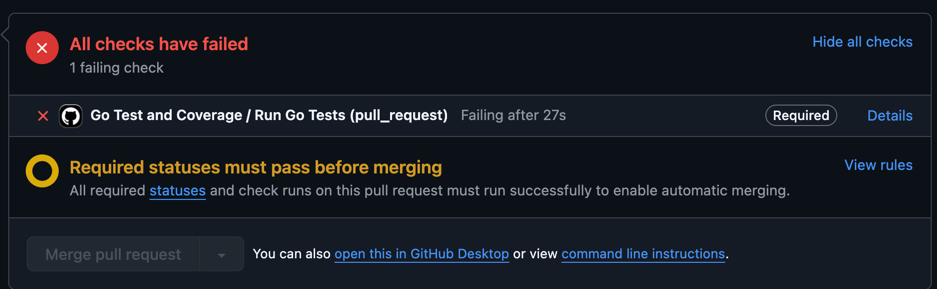 All checks have failed
Hide all checks
1 failing check
Go Test and Coverage / Run Go Tests (pull_request) Failing after 27s Required Details
Required statuses must pass before merging
View rules
All required statuses and check runs on this pull request must run successfully to enable automatic merging.
Merge pull request You can also open this in GitHub Desktop or view command line instructions.